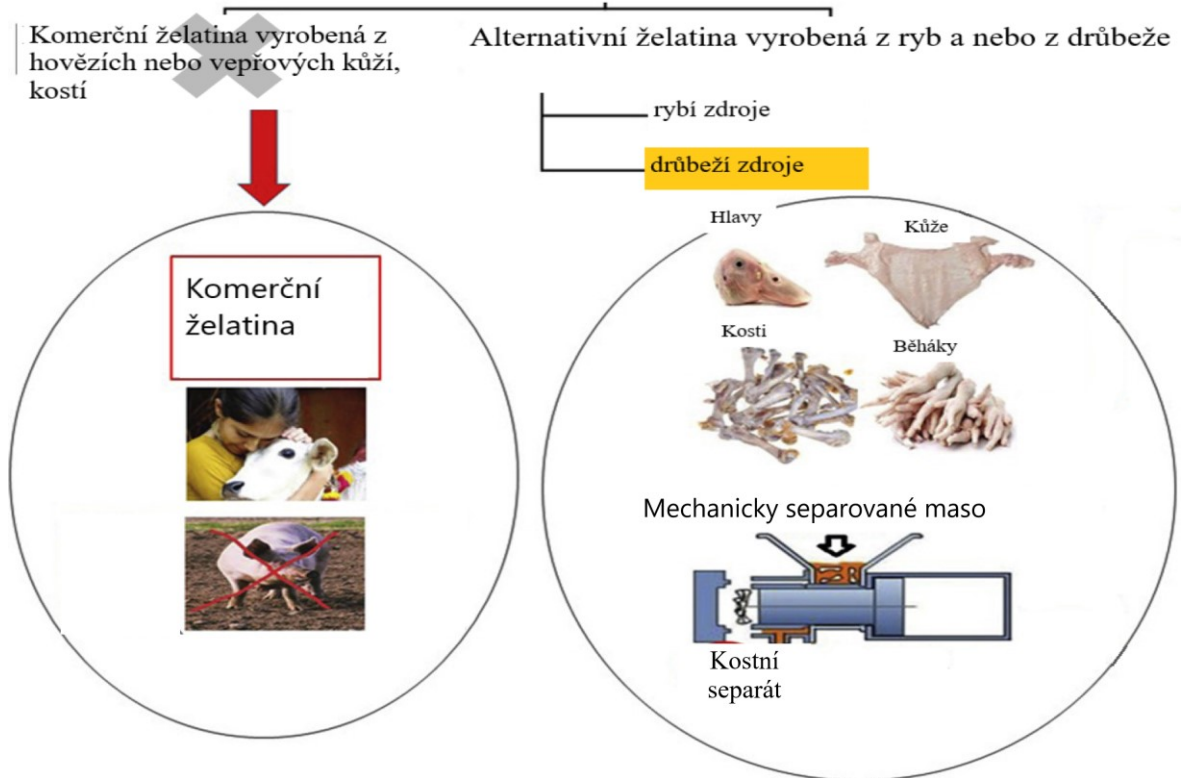 Komerční želatina vyrobená z
hovězích nebo vepřových kůží,
kostí
Alternativní želatina vyrobená z ryb a nebo z drůbeže
rybí zdroje
drůbeží zdroje
Komerční
želatina
Hlavy
Kůže
Kosti
Běháky
Mechanicky separované maso
Kostní
separát